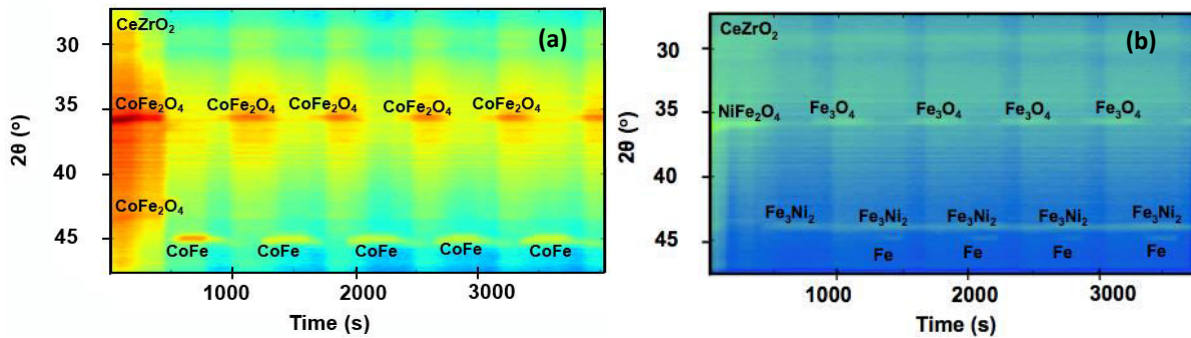 (a)
CeZrO₂
30
CoFe₂O₄ CoFe₂O₄ CoFe₂O₄ CoFe₂O₄ CoFe₂O₄
35
2θ (º)
40
CoFe₂O₄
45
CoFe CoFe CoFe CoFe CoFe
1000 2000 3000
Time (s)
(b)
CeZrO₂
30
NiFe₂O₄ Fe₃O₄ Fe₃O₄ Fe₃O₄ Fe₃O₄
35
2θ (º)
40
Fe₃Ni₂ Fe₃Ni₂ Fe₃Ni₂ Fe₃Ni₂ Fe₃Ni₂
45
Fe Fe Fe Fe
1000 2000 3000
Time (s)